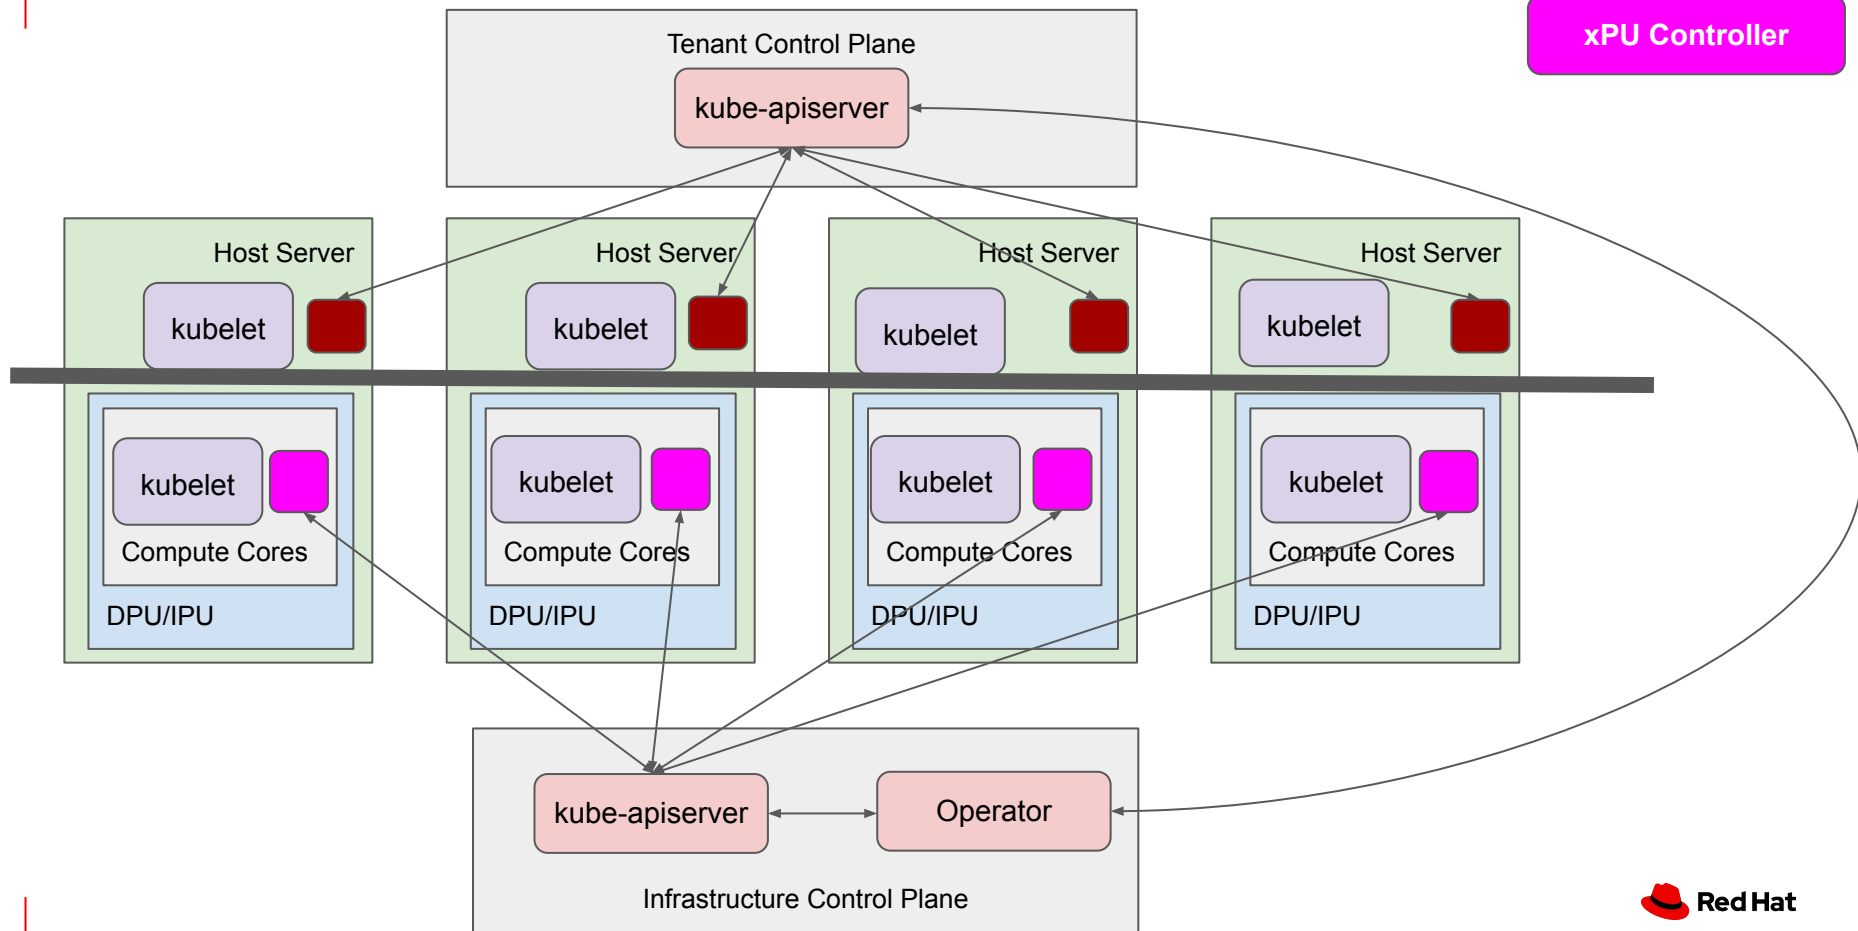 xPU Controller
Tenant Control Plane
kube-apiserver
Host Server
Host Server
Host Server
Host Server
kubelet
kubelet
kubelet
kubelet
kubelet
kubelet
kubelet
kubelet
Compute Cores
Compute Cores
Compute Cores
Compute Cores
DPU/IPU
DPU/IPU
DPU/IPU
DPU/IPU
kube-apiserver
Operator
Infrastructure Control Plane
Red Hat